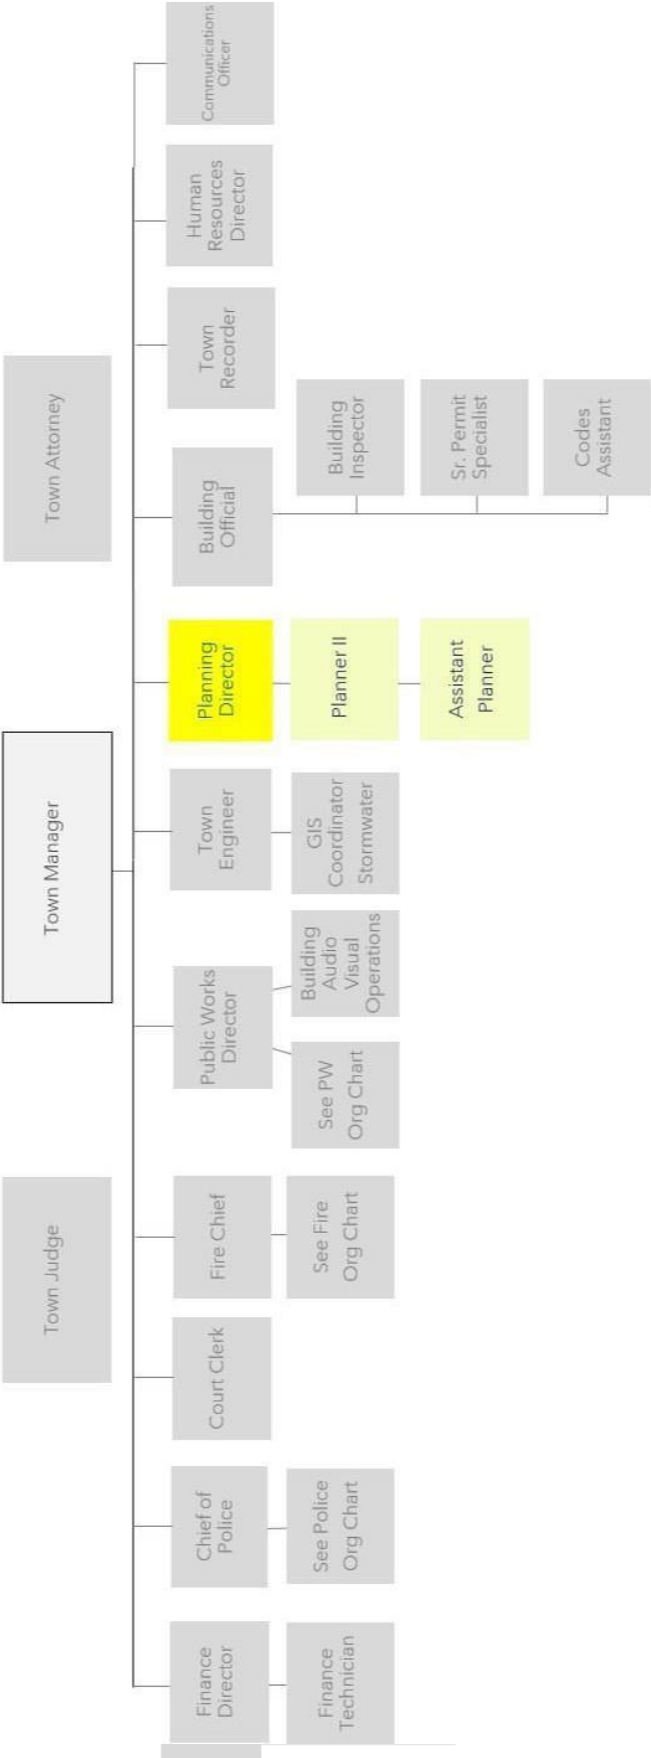 Town Judge
Town Manager
Town Attorney
Finance
Director
Chief of
Police
Court Clerk
Fire Chief
Public Works
Director
Town
Engineer
Planning
Director
Building
Official
Town
Recorder
Human
Resources
Director
Communications
Officer
Finance
Technician
See Police
Org Chart
See Fire
Org Chart
See PW
Org Chart
Building
Audio
Visual
Operations
GIS
Coordinator
Stormwater
Planner II
Building
Inspector
Assistant
Planner
Sr. Permit
Specialist
Codes
Assistant